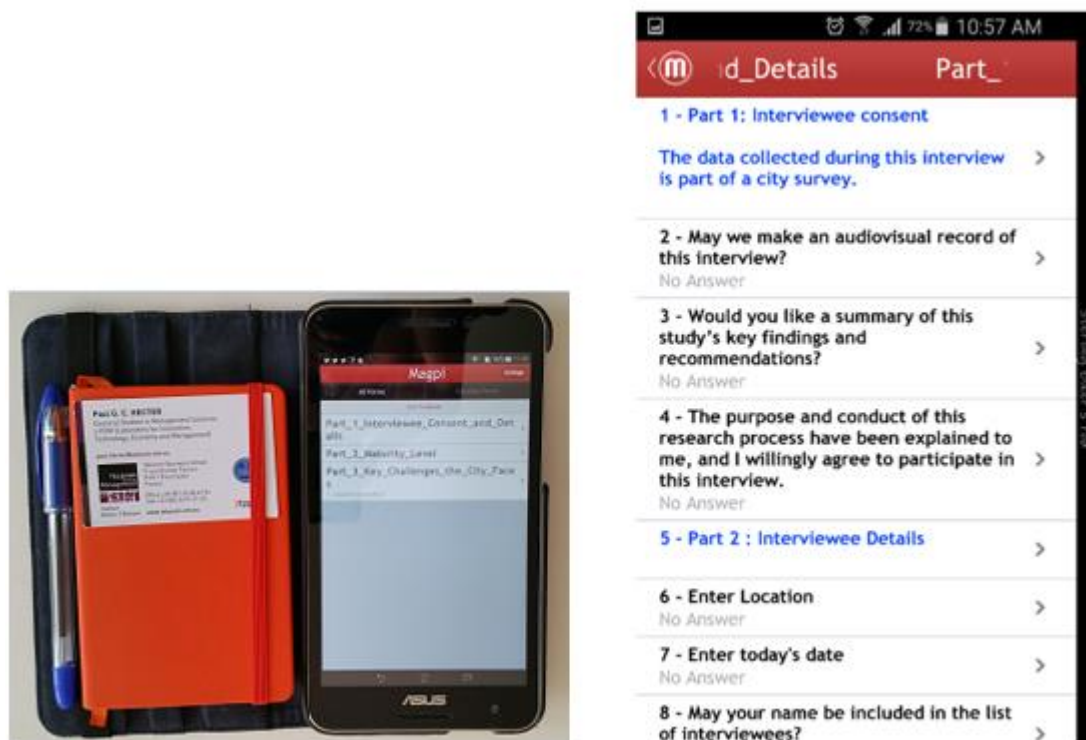 Magpi
Part_1_Interviewee_Consent_and_Det
ails
Part_2_Maturity_Level
Part_3_Key_Challenges_the_City_Face
s
ASUS
72% 10:57 AM
d_Details Part_
1 - Part 1: Interviewee consent
The data collected during this interview
is part of a city survey.
2 - May we make an audiovisual record of
this interview?
No Answer
3 - Would you like a summary of this
study's key findings and
recommendations?
No Answer
4 - The purpose and conduct of this
research process have been explained to
me, and I willingly agree to participate in
this interview.
No Answer
5 - Part 2 : Interviewee Details
6 - Enter Location
No Answer
7 - Enter today's date
No Answer
8 - May your name be included in the list
of interviewees?